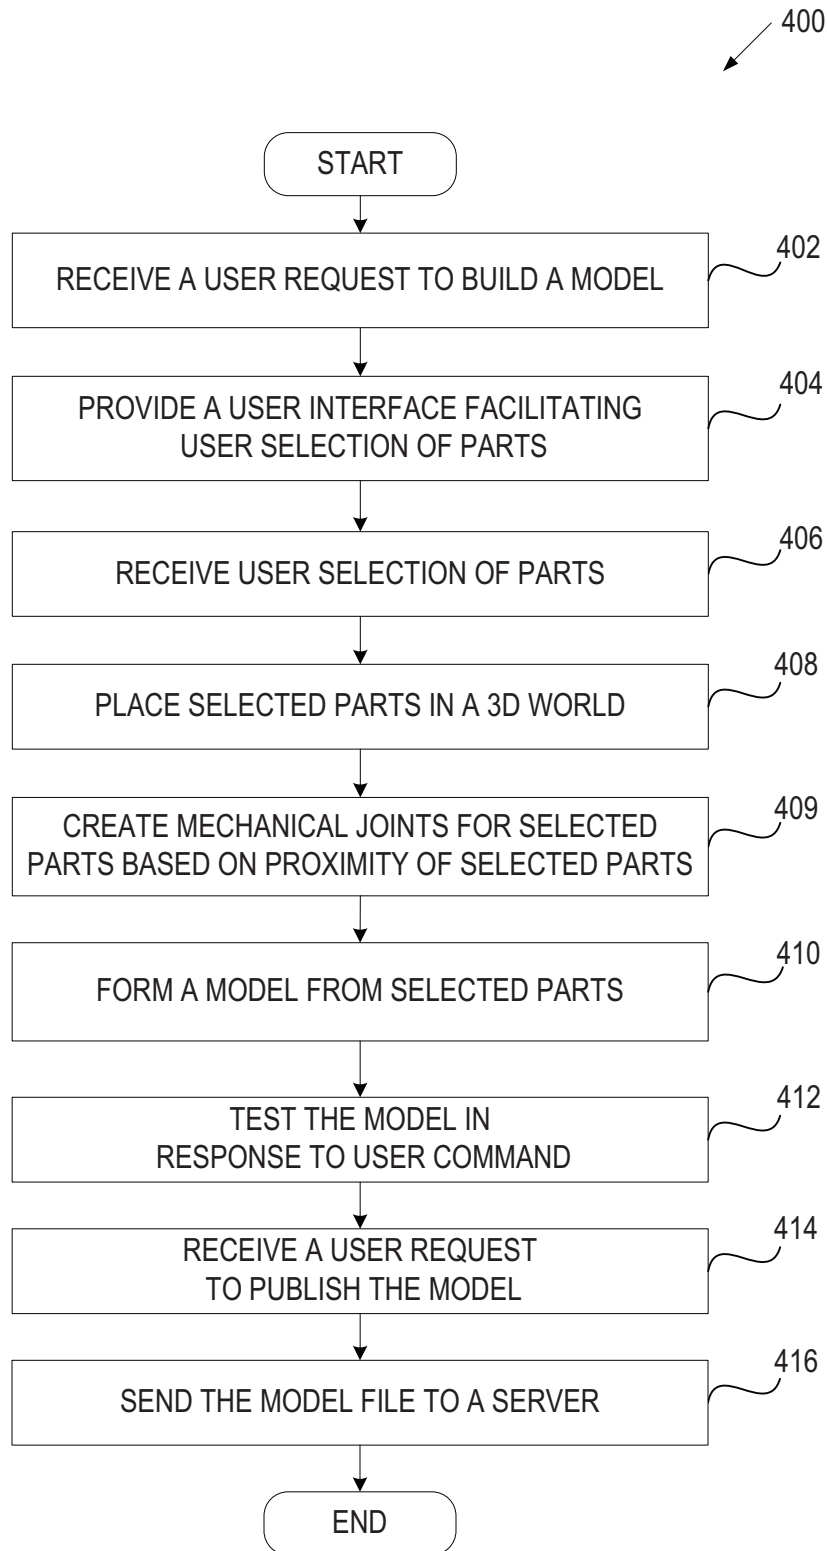 400
START
402
RECEIVE A USER REQUEST TO BUILD A MODEL
404
PROVIDE A USER INTERFACE FACILITATING
USER SELECTION OF PARTS
406
RECEIVE USER SELECTION OF PARTS
408
PLACE SELECTED PARTS IN A 3D WORLD
409
CREATE MECHANICAL JOINTS FOR SELECTED
PARTS BASED ON PROXIMITY OF SELECTED PARTS
410
FORM A MODEL FROM SELECTED PARTS
412
TEST THE MODEL IN
RESPONSE TO USER COMMAND
414
RECEIVE A USER REQUEST
TO PUBLISH THE MODEL
416
SEND THE MODEL FILE TO A SERVER
END